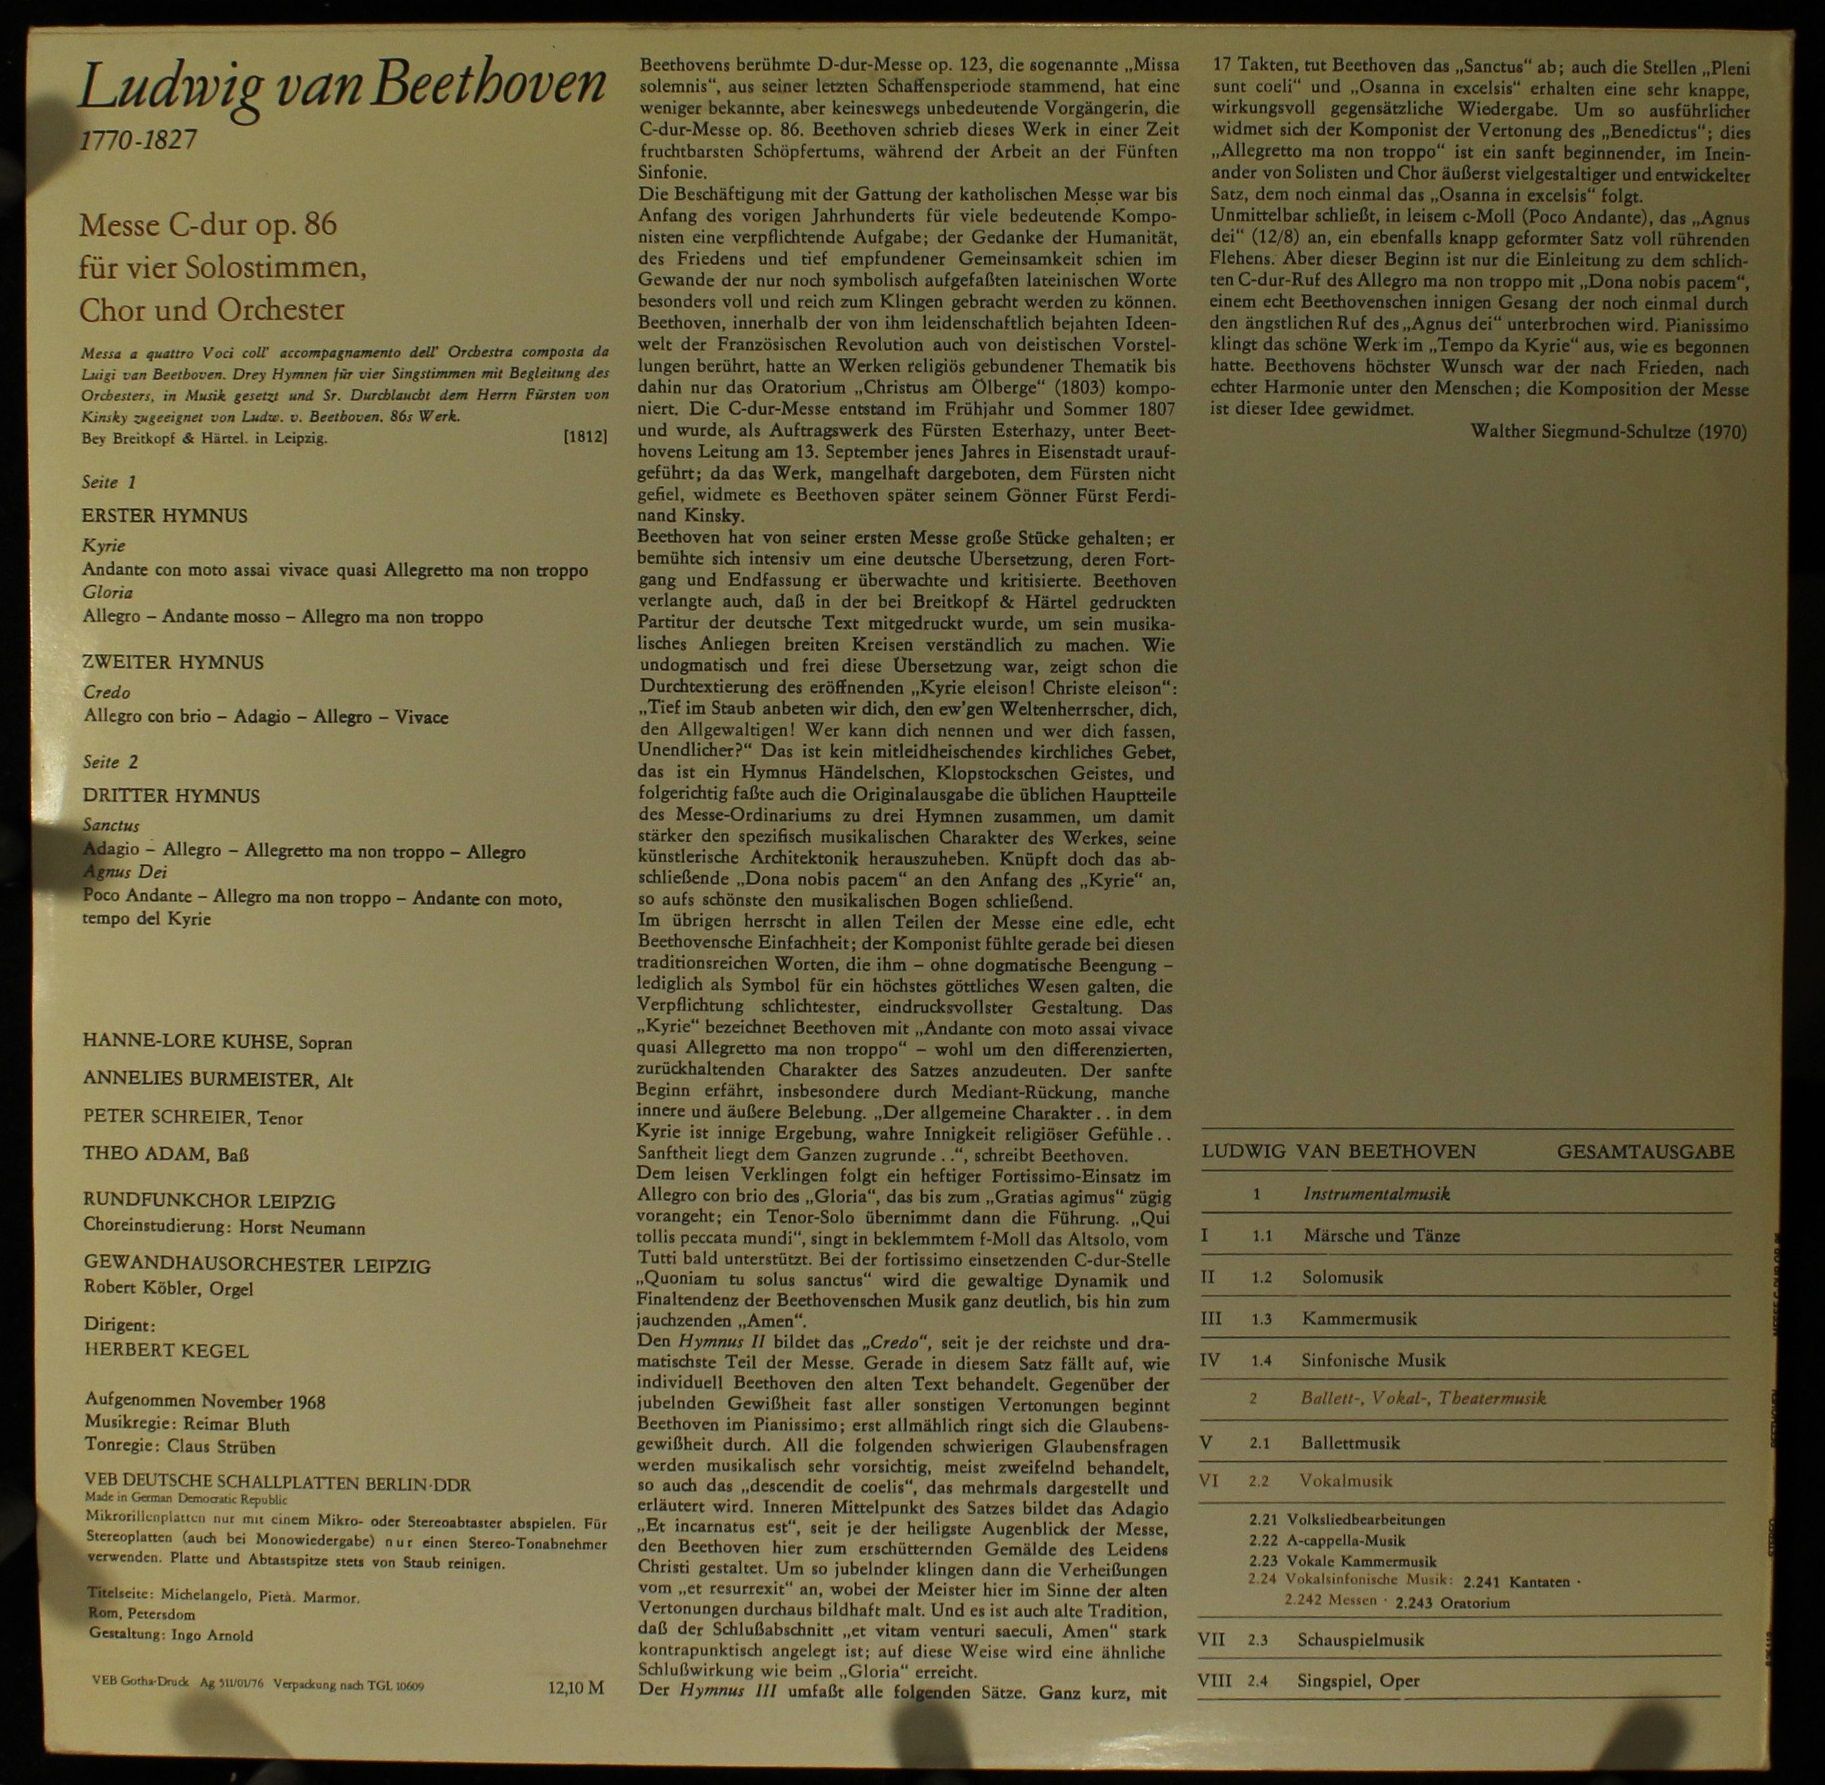 Ludwig van Beethoven
1770-1827
Messe C-dur op. 86
für vier Solostimmen,
Chor und Orchester
Messa a quattro Voci coll' accompagnamento dell' Orchestra composta da
Luigi van Beethoven. Drey Hymnen für vier Singstimmen mit Begleitung des
Orchesters, in Musik gesetzt und Sr. Durchlaucht dem Herrn Fürsten von
Kinsky zugeeignet von Ludw. v. Beethoven. 86s Werk.
Bey Breitkopf & Härtel. in Leipzig. [1812]
Seite 1
ERSTER HYMNUS
Kyrie
Andante con moto assai vivace quasi Allegretto ma non troppo
Gloria
Allegro – Andante mosso – Allegro ma non troppo
ZWEITER HYMNUS
Credo
Allegro con brio – Adagio – Allegro – Vivace
Seite 2
DRITTER HYMNUS
Sanctus
Adagio – Allegro – Allegretto ma non troppo – Allegro
Agnus Dei
Poco Andante – Allegro ma non troppo – Andante con moto,
tempo del Kyrie
HANNE-LORE KUHSE, Sopran
ANNELIES BURMEISTER, Alt
PETER SCHREIER, Tenor
THEO ADAM, Baß
RUNDFUNKCHOR LEIPZIG
Choreinstudierung: Horst Neumann
GEWANDHAUSORCHESTER LEIPZIG
Robert Köbler, Orgel
Dirigent:
HERBERT KEGEL
Aufgenommen November 1968
Musikregie: Reimar Bluth
Tonregie: Claus Strüben
VEB DEUTSCHE SCHALLPLATTEN BERLIN·DDR
Made in German Democratic Republic
Mikrorillenplatten nur mit einem Mikro- oder Stereoabtaster abspielen. Für
Stereoplatten (auch bei Monowiedergabe) nur einen Stereo-Tonabnehmer
verwenden. Platte und Abtastspitze stets von Staub reinigen.
Titelseite: Michelangelo, Pietà. Marmor.
Rom, Petersdom
Gestaltung: Ingo Arnold
VEB Gotha-Druck Ag 511/01/76 Verpackung nach TGL 10609 12,10 M
Beethovens berühmte D-dur-Messe op. 123, die sogenannte „Missa
solemnis“, aus seiner letzten Schaffensperiode stammend, hat eine
weniger bekannte, aber keineswegs unbedeutende Vorgängerin, die
C-dur-Messe op. 86. Beethoven schrieb dieses Werk in einer Zeit
fruchtbarsten Schöpfertums, während der Arbeit an der Fünften
Sinfonie.
Die Beschäftigung mit der Gattung der katholischen Messe war bis
Anfang des vorigen Jahrhunderts für viele bedeutende Kompo-
nisten eine verpflichtende Aufgabe; der Gedanke der Humanität,
des Friedens und tief empfundener Gemeinsamkeit schien im
Gewande der nur noch symbolisch aufgefaßten lateinischen Worte
besonders voll und reich zum Klingen gebracht werden zu können.
Beethoven, innerhalb der von ihm leidenschaftlich bejahten Ideen-
welt der Französischen Revolution auch von deistischen Vorstel-
lungen berührt, hatte an Werken religiös gebundener Thematik bis
dahin nur das Oratorium „Christus am Ölberge“ (1803) kompo-
niert. Die C-dur-Messe entstand im Frühjahr und Sommer 1807
und wurde, als Auftragswerk des Fürsten Esterhazy, unter Beet-
hovens Leitung am 13. September jenes Jahres in Eisenstadt urauf-
geführt; da das Werk, mangelhaft dargeboten, dem Fürsten nicht
gefiel, widmete es Beethoven später seinem Gönner Fürst Ferdi-
nand Kinsky.
Beethoven hat von seiner ersten Messe große Stücke gehalten; er
bemühte sich intensiv um eine deutsche Übersetzung, deren Fort-
gang und Endfassung er überwachte und kritisierte. Beethoven
verlangte auch, daß in der bei Breitkopf & Härtel gedruckten
Partitur der deutsche Text mitgedruckt wurde, um sein musika-
lisches Anliegen breiten Kreisen verständlich zu machen. Wie
undogmatisch und frei diese Übersetzung war, zeigt schon die
Durchtextierung des eröffnenden „Kyrie eleison! Christe eleison“:
„Tief im Staub anbeten wir dich, den ew'gen Weltenherrscher, dich,
den Allgewaltigen! Wer kann dich nennen und wer dich fassen,
Unendlicher?“ Das ist kein mitleidheischendes kirchliches Gebet,
das ist ein Hymnus Händelschen, Klopstockschen Geistes, und
folgerichtig faßte auch die Originalausgabe die üblichen Hauptteile
des Messe-Ordinariums zu drei Hymnen zusammen, um damit
stärker den spezifisch musikalischen Charakter des Werkes, seine
künstlerische Architektonik herauszuheben. Knüpft doch das ab-
schließende „Dona nobis pacem“ an den Anfang des „Kyrie“ an,
so aufs schönste den musikalischen Bogen schließend.
Im übrigen herrscht in allen Teilen der Messe eine edle, echt
Beethovensche Einfachheit; der Komponist fühlte gerade bei diesen
traditionsreichen Worten, die ihm – ohne dogmatische Beengung –
lediglich als Symbol für ein höchstes göttliches Wesen galten, die
Verpflichtung schlichtester, eindrucksvollster Gestaltung. Das
„Kyrie“ bezeichnet Beethoven mit „Andante con moto assai vivace
quasi Allegretto ma non troppo“ – wohl um den differenzierten,
zurückhaltenden Charakter des Satzes anzudeuten. Der sanfte
Beginn erfährt, insbesondere durch Mediant-Rückung, manche
innere und äußere Belebung. „Der allgemeine Charakter . . in dem
Kyrie ist innige Ergebung, wahre Innigkeit religiöser Gefühle . .
Sanftheit liegt dem Ganzen zugrunde . .“, schreibt Beethoven.
Dem leisen Verklingen folgt ein heftiger Fortissimo-Einsatz im
Allegro con brio des „Gloria“, das bis zum „Gratias agimus“ zügig
vorangeht; ein Tenor-Solo übernimmt dann die Führung. „Qui
tollis peccata mundi“, singt in beklemmtem f-Moll das Altsolo, vom
Tutti bald unterstützt. Bei der fortissimo einsetzenden C-dur-Stelle
„Quoniam tu solus sanctus“ wird die gewaltige Dynamik und
Finaltendenz der Beethovenschen Musik ganz deutlich, bis hin zum
jauchzenden „Amen“.
Den Hymnus II bildet das „Credo“, seit je der reichste und dra-
matischste Teil der Messe. Gerade in diesem Satz fällt auf, wie
individuell Beethoven den alten Text behandelt. Gegenüber der
jubelnden Gewißheit fast aller sonstigen Vertonungen beginnt
Beethoven im Pianissimo; erst allmählich ringt sich die Glaubens-
gewißheit durch. All die folgenden schwierigen Glaubensfragen
werden musikalisch sehr vorsichtig, meist zweifelnd behandelt,
so auch das „descendit de coelis“, das mehrmals dargestellt und
erläutert wird. Inneren Mittelpunkt des Satzes bildet das Adagio
„Et incarnatus est“, seit je der heiligste Augenblick der Messe,
den Beethoven hier zum erschütternden Gemälde des Leidens
Christi gestaltet. Um so jubelnder klingen dann die Verheißungen
vom „et resurrexit“ an, wobei der Meister hier im Sinne der alten
Vertonungen durchaus bildhaft malt. Und es ist auch alte Tradition,
daß der Schlußabschnitt „et vitam venturi saeculi, Amen“ stark
kontrapunktisch angelegt ist; auf diese Weise wird eine ähnliche
Schlußwirkung wie beim „Gloria“ erreicht.
Der Hymnus III umfaßt alle folgenden Sätze. Ganz kurz, mit
17 Takten, tut Beethoven das „Sanctus“ ab; auch die Stellen „Pleni
sunt coeli“ und „Osanna in excelsis“ erhalten eine sehr knappe,
wirkungsvoll gegensätzliche Wiedergabe. Um so ausführlicher
widmet sich der Komponist der Vertonung des „Benedictus“; dies
„Allegretto ma non troppo“ ist ein sanft beginnender, im Inein-
ander von Solisten und Chor äußerst vielgestaltiger und entwickelter
Satz, dem noch einmal das „Osanna in excelsis“ folgt.
Unmittelbar schließt, in leisem c-Moll (Poco Andante), das „Agnus
dei“ (12/8) an, ein ebenfalls knapp geformter Satz voll rührenden
Flehens. Aber dieser Beginn ist nur die Einleitung zu dem schlich-
ten C-dur-Ruf des Allegro ma non troppo mit „Dona nobis pacem“,
einem echt Beethovenschen innigen Gesang der noch einmal durch
den ängstlichen Ruf des „Agnus dei“ unterbrochen wird. Pianissimo
klingt das schöne Werk im „Tempo da Kyrie“ aus, wie es begonnen
hatte. Beethovens höchster Wunsch war der nach Frieden, nach
echter Harmonie unter den Menschen; die Komposition der Messe
ist dieser Idee gewidmet.
Walther Siegmund-Schultze (1970)
LUDWIG VAN BEETHOVEN GESAMTAUSGABE
1 Instrumentalmusik
I 1.1 Märsche und Tänze
II 1.2 Solomusik
III 1.3 Kammermusik
IV 1.4 Sinfonische Musik
2 Ballett-, Vokal-, Theatermusik
V 2.1 Ballettmusik
VI 2.2 Vokalmusik
2.21 Volksliedbearbeitungen
2.22 A-cappella-Musik
2.23 Vokale Kammermusik
2.24 Vokalsinfonische Musik: 2.241 Kantaten ·
2.242 Messen · 2.243 Oratorium
VII 2.3 Schauspielmusik
VIII 2.4 Singspiel, Oper